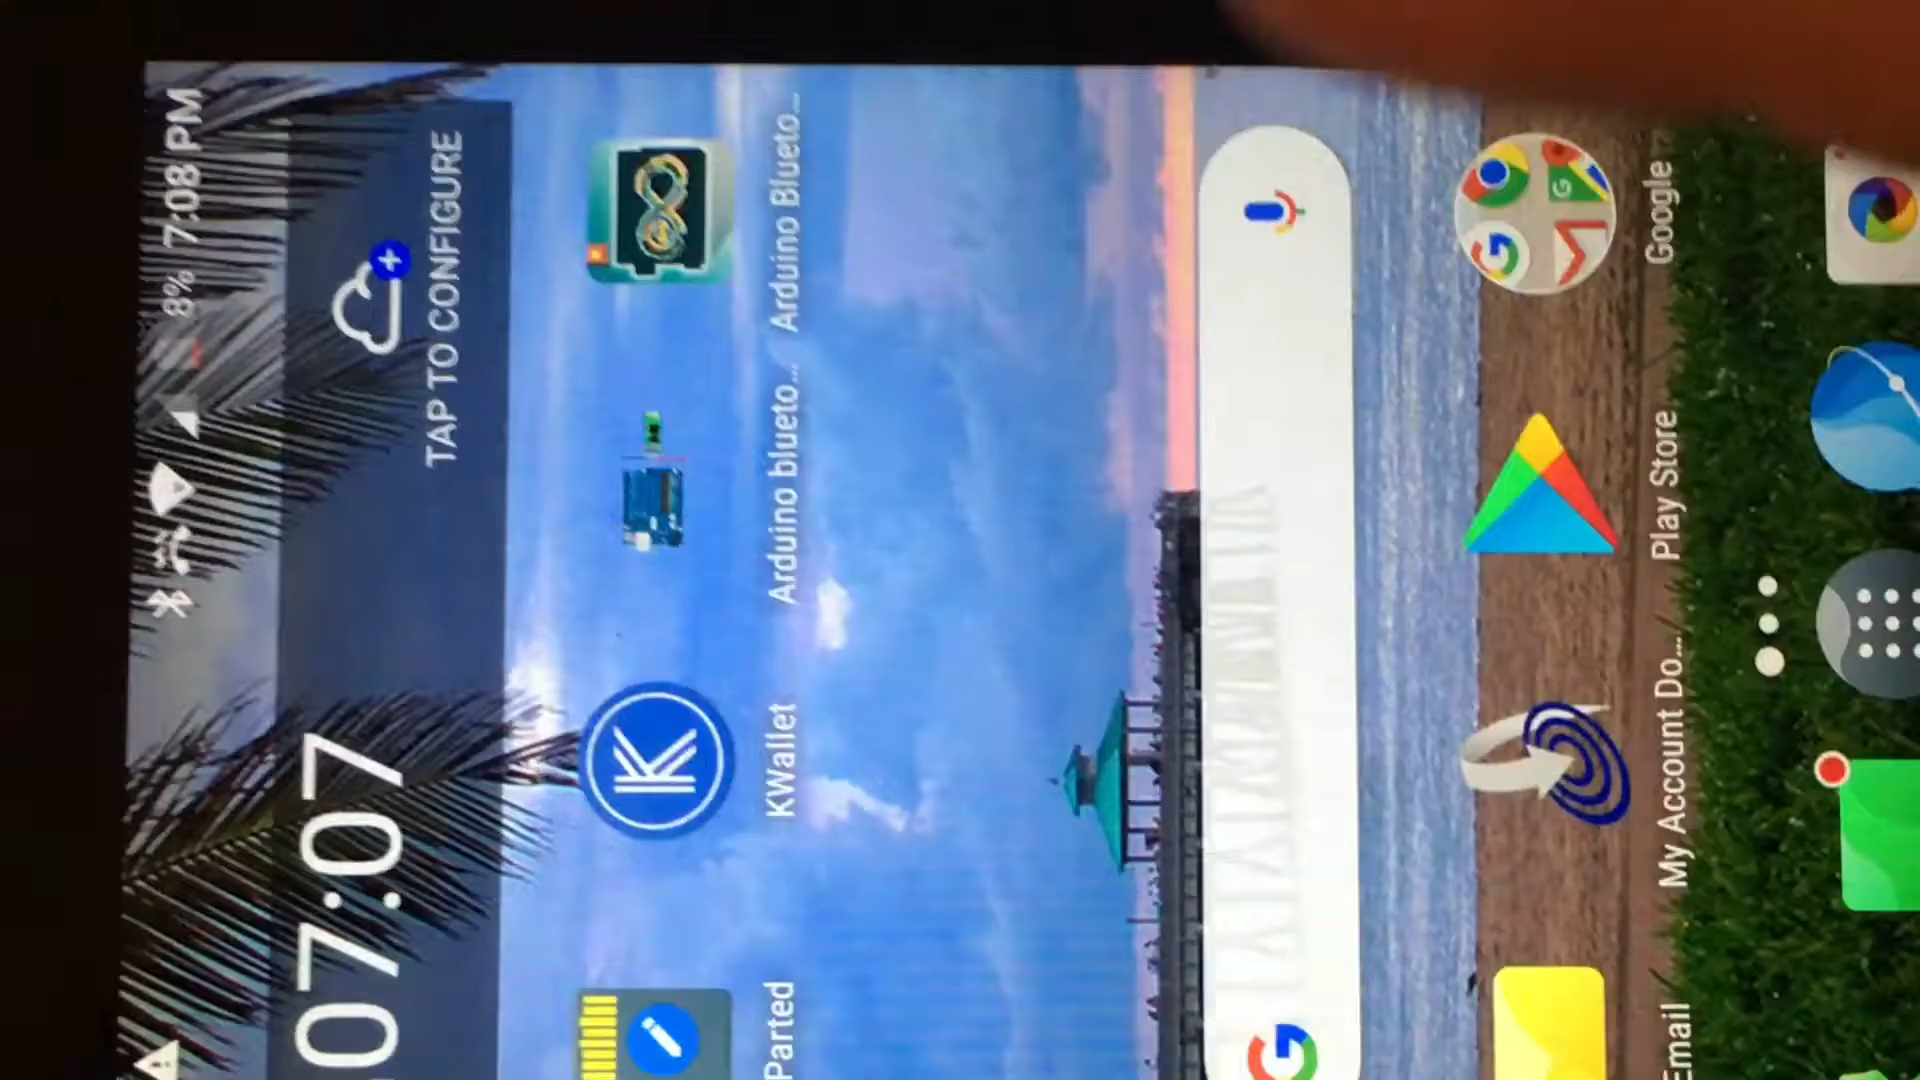 8% 7:08 PM
07:07
TAP TO CONFIGURE
Parted
KWallet
Arduino blueto...
Arduino Blueto...
Email
My Account Do...
Play Store
Google